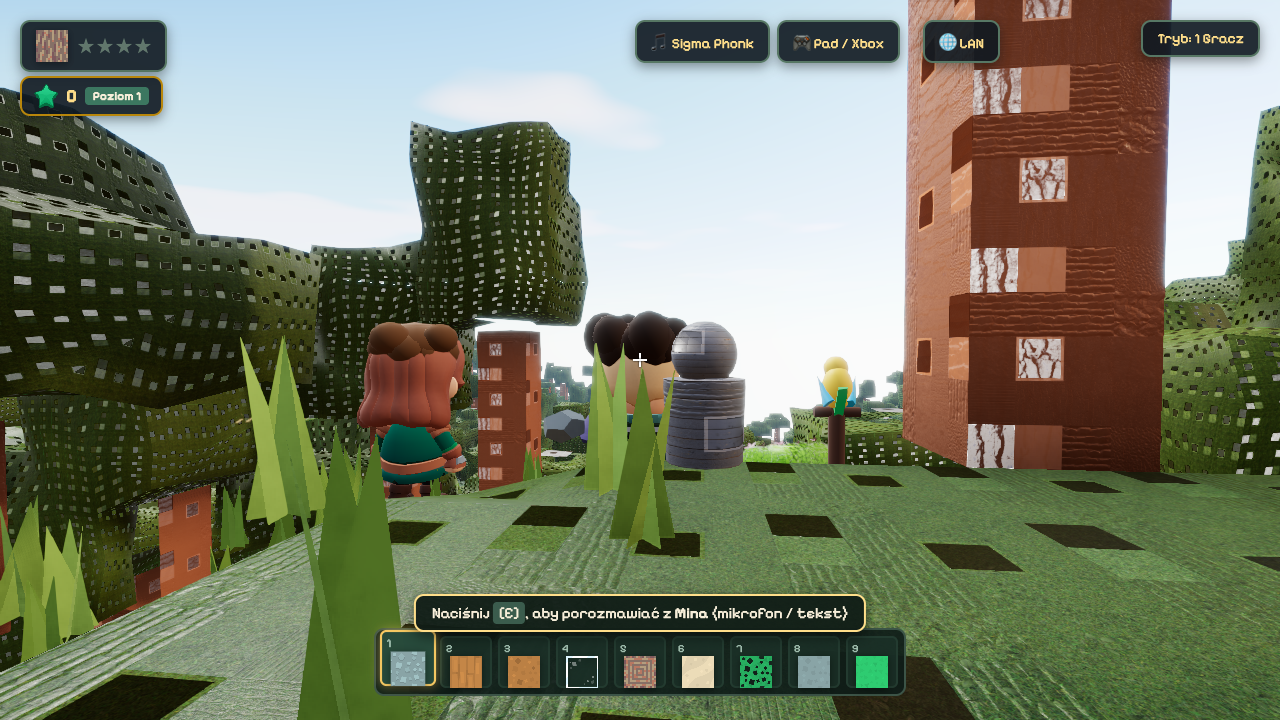 Sigma Phonk
Pad / Xbox
LAN
Tryb: 1 Gracz
0 Poziom 1
Naciśnij [E], aby porozmawiać z Mina (mikrofon / tekst)
1 2 3 4 5 6 7 8 9